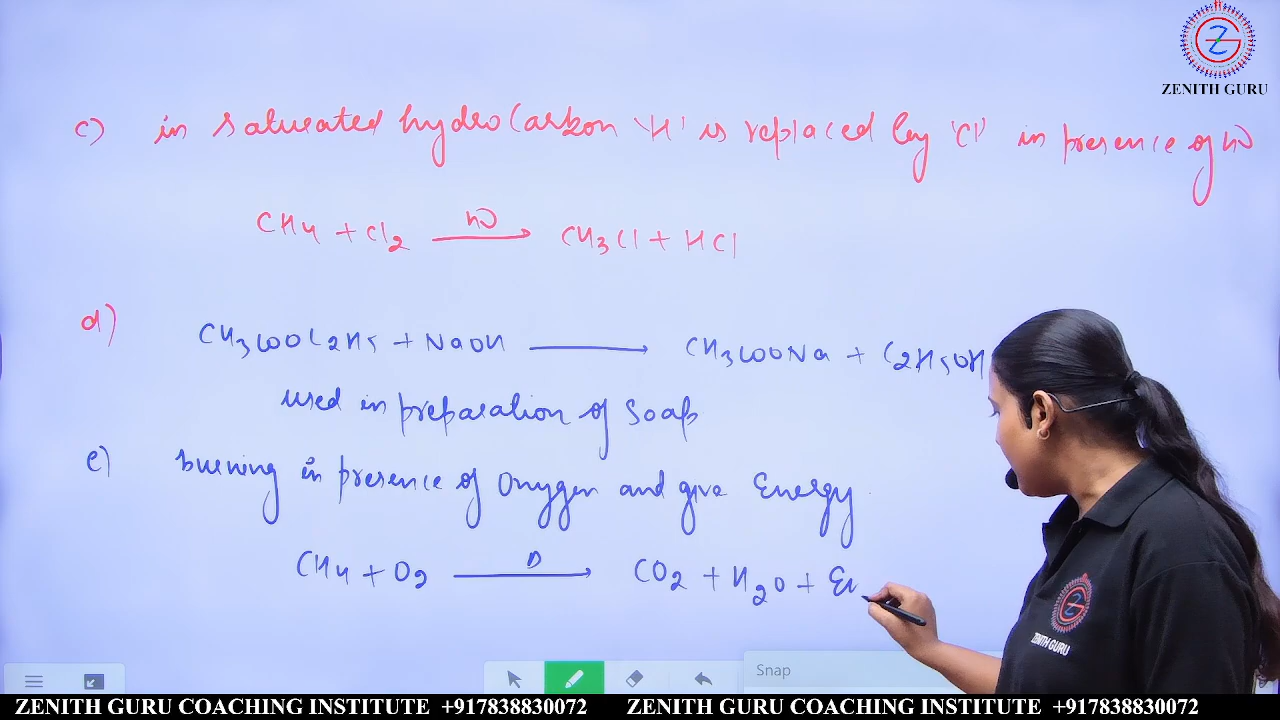 ZENITH GURU
c) in saturated hydrocarbon 'H' is replaced by 'Cl' in presence of hν
CH4 + Cl2 —hν→ CH3Cl + HCl
d) CH3COOC2H5 + NaOH → CH3COONa + C2H5OH
used in preparation of Soap
e) burning in presence of Oxygen and give Energy
CH4 + O2 —Δ→ CO2 + H2O + En
ZENITH GURU
Snap
ZENITH GURU COACHING INSTITUTE +917838830072 ZENITH GURU COACHING INSTITUTE +917838830072